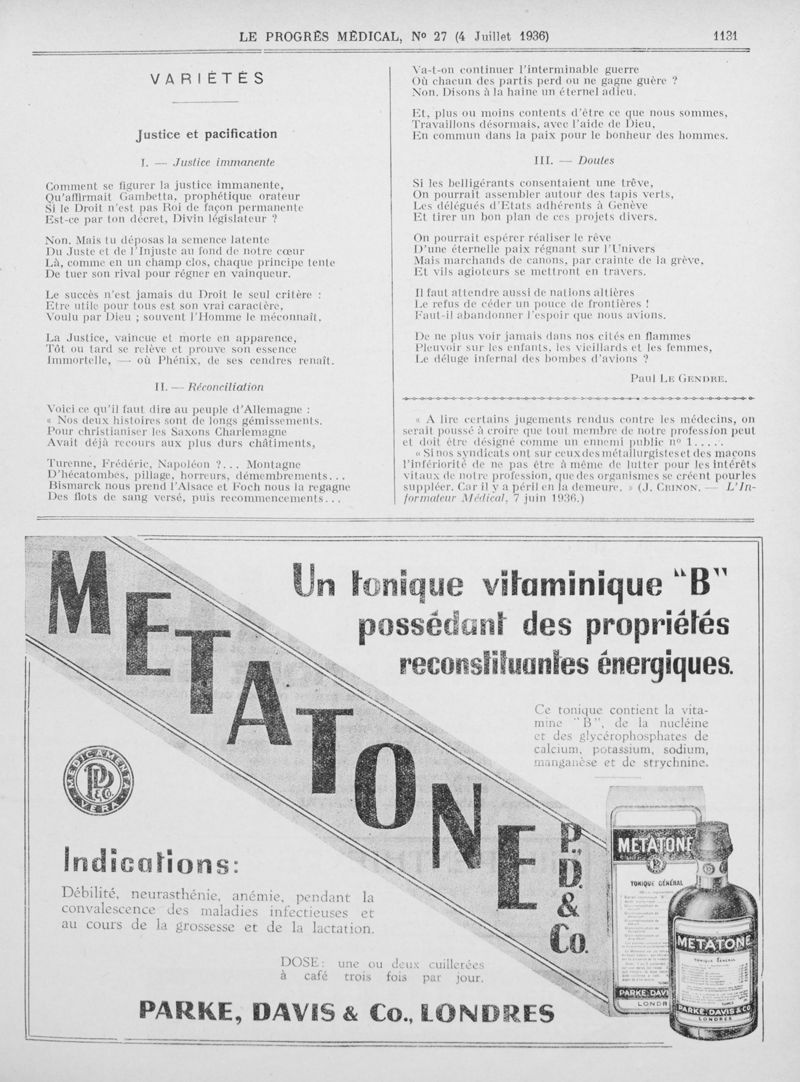 LE PROGRÈS MÉDICAL, Nº 27 (4 Juillet 1936) 1131
VARIÉTÉS
Justice et pacification
I. — Justice immanente
Comment se figurer la justice immanente,
Qu'affirmait Gambetta, prophétique orateur
Si le Droit n'est pas Roi de façon permanente
Est-ce par ton décret, Divin législateur ?
Non. Mais tu déposas la semence latente
Du Juste et de l'Injuste au fond de notre cœur
Là, comme en un champ clos, chaque principe tente
De tuer son rival pour régner en vainqueur.
Le succès n'est jamais du Droit le seul critère :
Etre utile pour tous est son vrai caractère,
Voulu par Dieu ; souvent l'Homme le méconnaît,
La Justice, vaincue et morte en apparence,
Tôt ou tard se relève et prouve son essence
Immortelle, — où Phénix, de ses cendres renaît.
II. — Réconciliation
Voici ce qu'il faut dire au peuple d'Allemagne :
« Nos deux histoires sont de longs gémissements.
Pour christianiser les Saxons Charlemagne
Avait déjà recours aux plus durs châtiments,
Turenne, Frédéric, Napoléon ?... Montagne
D'hécatombes, pillage, horreurs, démembrements...
Bismarck nous prend l'Alsace et Foch nous la regagne
Des flots de sang versé, puis recommencements...
Va-t-on continuer l'interminable guerre
Où chacun des partis perd ou ne gagne guère ?
Non. Disons à la haine un éternel adieu.
Et, plus ou moins contents d'être ce que nous sommes,
Travaillons désormais, avec l'aide de Dieu,
En commun dans la paix pour le bonheur des hommes.
III. — Doutes
Si les belligérants consentaient une trêve,
On pourrait assembler autour des tapis verts,
Les délégués d'Etats adhérents à Genève
Et tirer un bon plan de ces projets divers.
On pourrait espérer réaliser le rêve
D'une éternelle paix régnant sur l'Univers
Mais marchands de canons, par crainte de la grève,
Et vils agioteurs se mettront en travers.
Il faut attendre aussi de nations altières
Le refus de céder un pouce de frontières !
Faut-il abandonner l'espoir que nous avions.
De ne plus voir jamais dans nos cités en flammes
Pleuvoir sur les enfants, les vieillards et les femmes,
Le déluge infernal des bombes d'avions ?
Paul LE GENDRE.
« A lire certains jugements rendus contre les médecins, on
serait poussé à croire que tout membre de notre profession peut
et doit être désigné comme un ennemi public nº 1.....
« Si nos syndicats ont sur ceux des métallurgistes et des maçons
l'infériorité de ne pas être à même de lutter pour les intérêts
vitaux de notre profession, que des organismes se créent pour les
suppléer. Car il y a péril en la demeure. » (J. CRINON. — L'In-
formateur Médical, 7 juin 1936.)
METATONE
P., D. & Co.
Un tonique vitaminique "B"
possédant des propriétés
reconstituantes énergiques.
Ce tonique contient la vita-
mine "B", de la nucléine
et des glycérophosphates de
calcium, potassium, sodium,
manganèse et de strychnine.
MEDICAMENTA VERA
P.D. & Co.
Indications:
Débilité, neurasthénie, anémie, pendant la
convalescence des maladies infectieuses et
au cours de la grossesse et de la lactation.
DOSE: une ou deux cuillerées
à café trois fois par jour.
PARKE, DAVIS & Co., LONDRES
METATONE
TONIQUE GÉNÉRAL
PARKE, DAVI
LONDR
METATONE
TONIQUE GÉNÉRAL
PARKE, DAVIS & CO
LONDRES